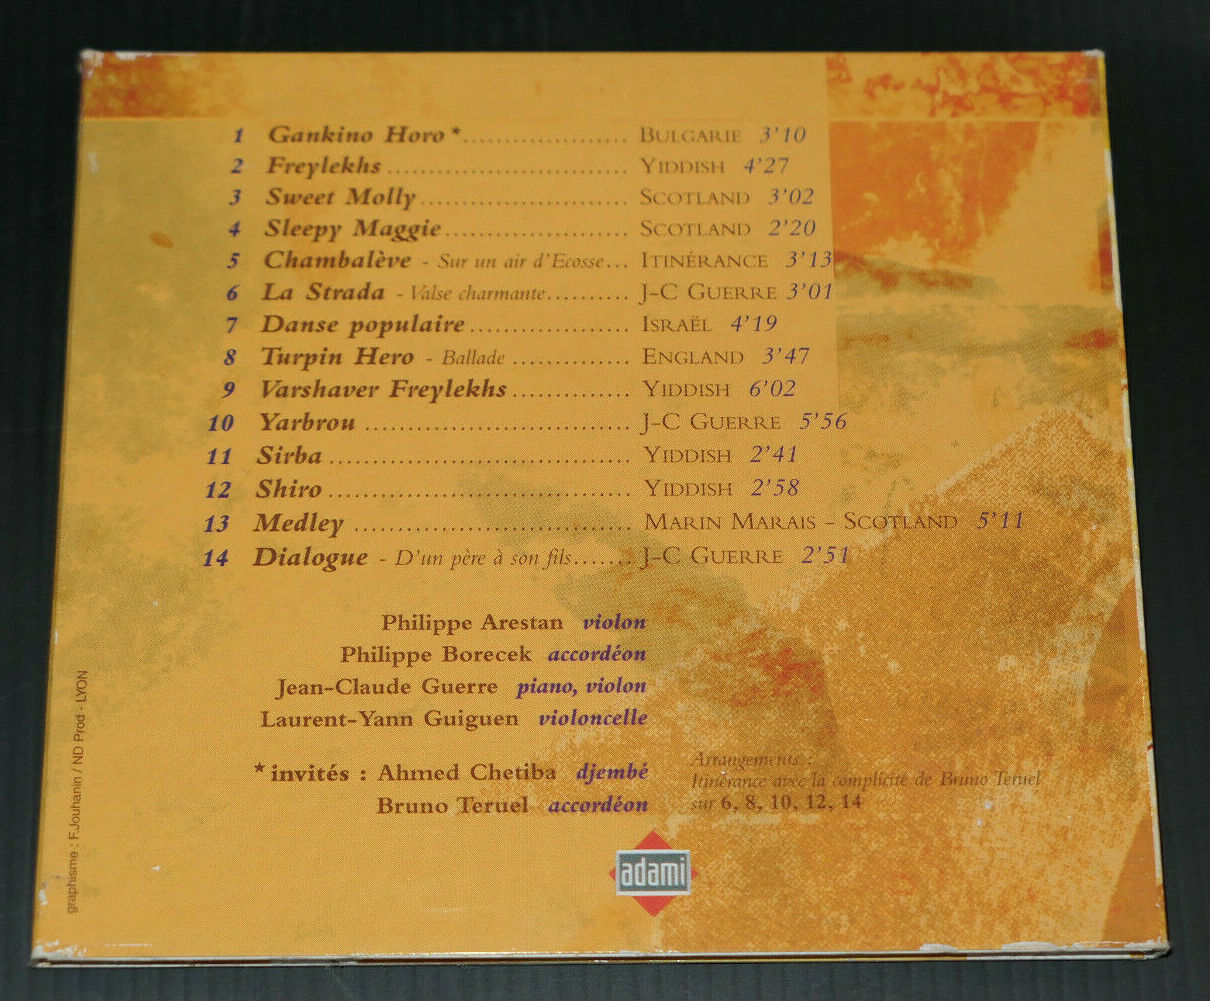 1 Gankino Horo *.................... BULGARIE 3'10
2 Freylekhs ............................. YIDDISH 4'27
3 Sweet Molly......................... SCOTLAND 3'02
4 Sleepy Maggie...................... SCOTLAND 2'20
5 Chambalève - Sur un air d'Ecosse... ITINÉRANCE 3'13
6 La Strada - Valse charmante.......... J-C GUERRE 3'01
7 Danse populaire................... ISRAËL 4'19
8 Turpin Hero - Ballade .............. ENGLAND 3'47
9 Varshaver Freylekhs .............. YIDDISH 6'02
10 Yarbrou ................................ J-C GUERRE 5'56
11 Sirba .................................... YIDDISH 2'41
12 Shiro .................................... YIDDISH 2'58
13 Medley ................................. MARIN MARAIS - SCOTLAND 5'11
14 Dialogue - D'un père à son fils....... J-C GUERRE 2'51
Philippe Arestan violon
Philippe Borecek accordéon
Jean-Claude Guerre piano, violon
Laurent-Yann Guiguen violoncelle
* invités : Ahmed Chetiba djembé
Bruno Teruel accordéon
Arrangements :
Itinérance avec la complicité de Bruno Teruel
sur 6, 8, 10, 12, 14
adami
graphisme : F.Jouhanin / ND Prod - LYON